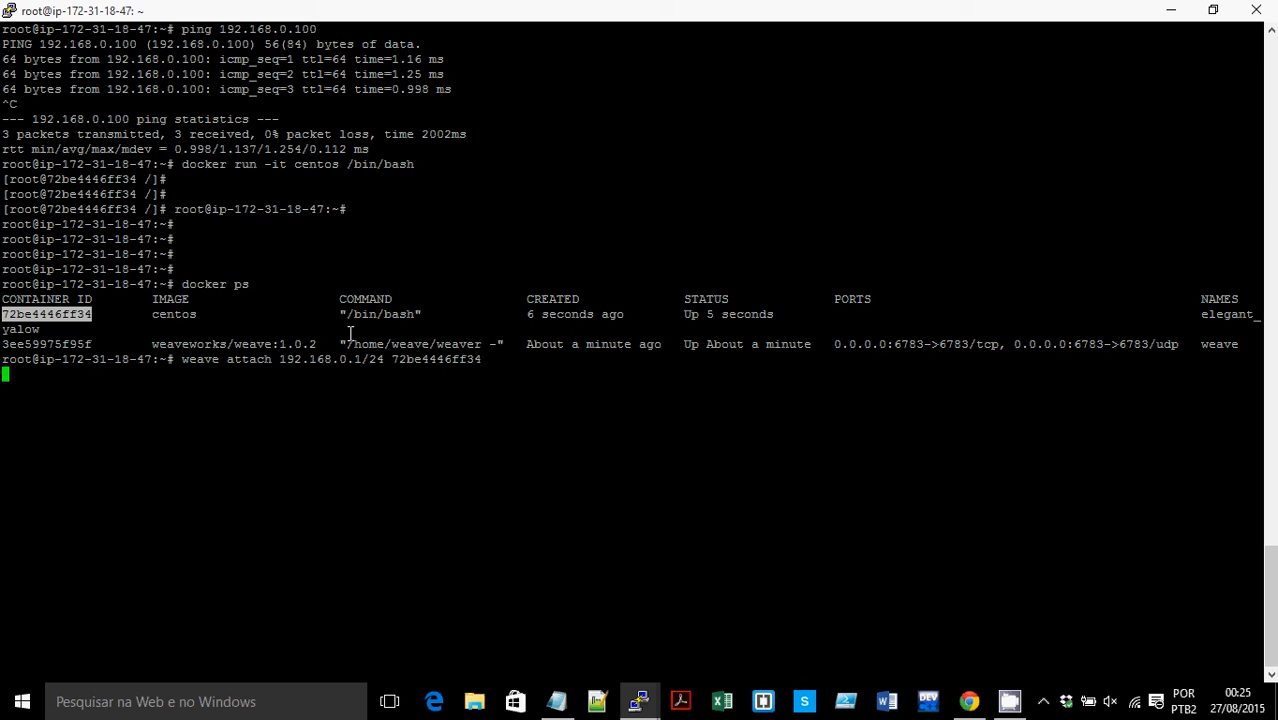 root@ip-172-31-18-47: ~
root@ip-172-31-18-47:~# ping 192.168.0.100
PING 192.168.0.100 (192.168.0.100) 56(84) bytes of data.
64 bytes from 192.168.0.100: icmp_seq=1 ttl=64 time=1.16 ms
64 bytes from 192.168.0.100: icmp_seq=2 ttl=64 time=1.25 ms
64 bytes from 192.168.0.100: icmp_seq=3 ttl=64 time=0.998 ms
^C
--- 192.168.0.100 ping statistics ---
3 packets transmitted, 3 received, 0% packet loss, time 2002ms
rtt min/avg/max/mdev = 0.998/1.137/1.254/0.112 ms
root@ip-172-31-18-47:~# docker run -it centos /bin/bash
[root@72be4446ff34 /]#
[root@72be4446ff34 /]#
[root@72be4446ff34 /]# root@ip-172-31-18-47:~#
root@ip-172-31-18-47:~#
root@ip-172-31-18-47:~#
root@ip-172-31-18-47:~#
root@ip-172-31-18-47:~#
root@ip-172-31-18-47:~# docker ps
CONTAINER ID IMAGE COMMAND CREATED STATUS PORTS NAMES
72be4446ff34 centos "/bin/bash" 6 seconds ago Up 5 seconds elegant_
yalow
3ee59975f95f weaveworks/weave:1.0.2 "/home/weave/weaver -" About a minute ago Up About a minute 0.0.0.0:6783->6783/tcp, 0.0.0.0:6783->6783/udp weave
root@ip-172-31-18-47:~# weave attach 192.168.0.1/24 72be4446ff34
Pesquisar na Web e no Windows
POR
PTB2
00:25
27/08/2015